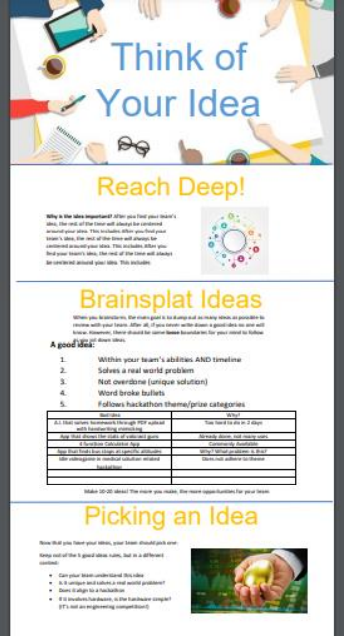 Think of
Your Idea
Reach Deep!
Why is the idea important? After you find your team's
idea, the rest of the time will always be centered
around your idea. This includes After you find your
team's idea, the rest of the time will always be
centered around your idea. This includes After you
find your team's idea, the rest of the time will always
be centered around your idea. This includes
Brainsplat Ideas
When you brainstorm, the main goal is to dump out as many ideas as possible to
review with your team. After all, if you never write down a good idea no one will
know. However, there should be some loose boundaries for your mind to follow
as you jot down ideas.
A good idea:
1. Within your team's abilities AND timeline
2. Solves a real world problem
3. Not overdone (unique solution)
4. Word broke bullets
5. Follows hackathon theme/prize categories
Bad Idea Why?
A.I. that solves homework through PDF upload Too hard to do in 2 days
with handwriting mimicking
App that shows the stats of valorant guns Already done, not many uses
4 function Calculator App Commonly Available
App that finds bus stops at specific altitudes Why? What problem is this?
Idle videogame in medical solution related Does not adhere to theme
hackathon
Make 10-20 ideas! The more you make, the more opportunities for your team
Picking an Idea
Now that you have your ideas, your team should pick one:
Keep out of the 5 good ideas rules, but in a different
context:
• Can your team understand this idea
• Is it unique and solves a real world problem?
• Does it align to a hackathon
• If it involves hardware, is the hardware simple?
(IT's not an engineering competition!)